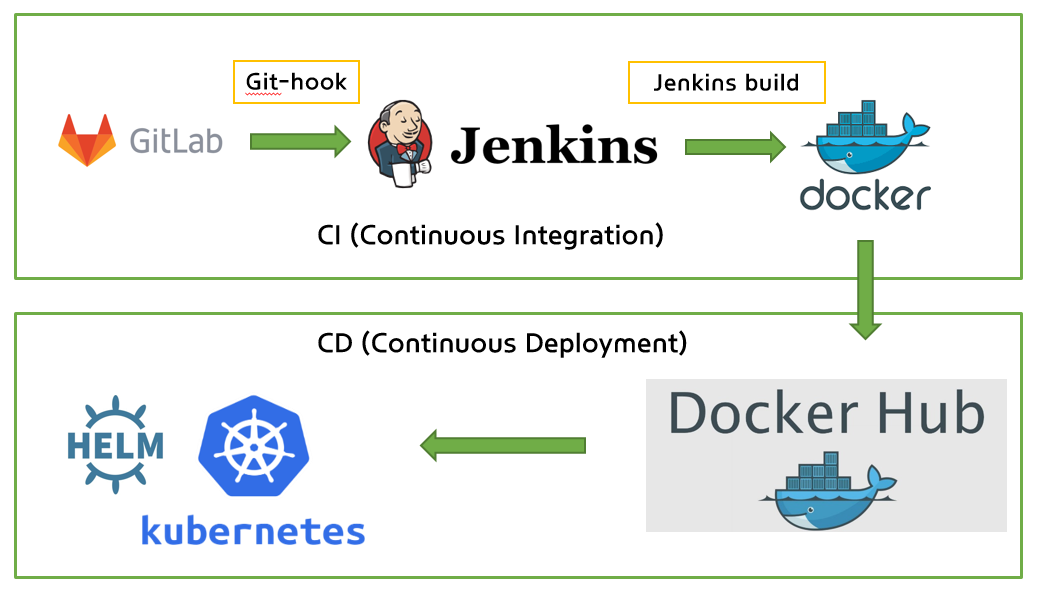 Git-hook
Jenkins build
GitLab
Jenkins
docker
CI (Continuous Integration)
CD (Continuous Deployment)
Docker Hub
HELM
kubernetes